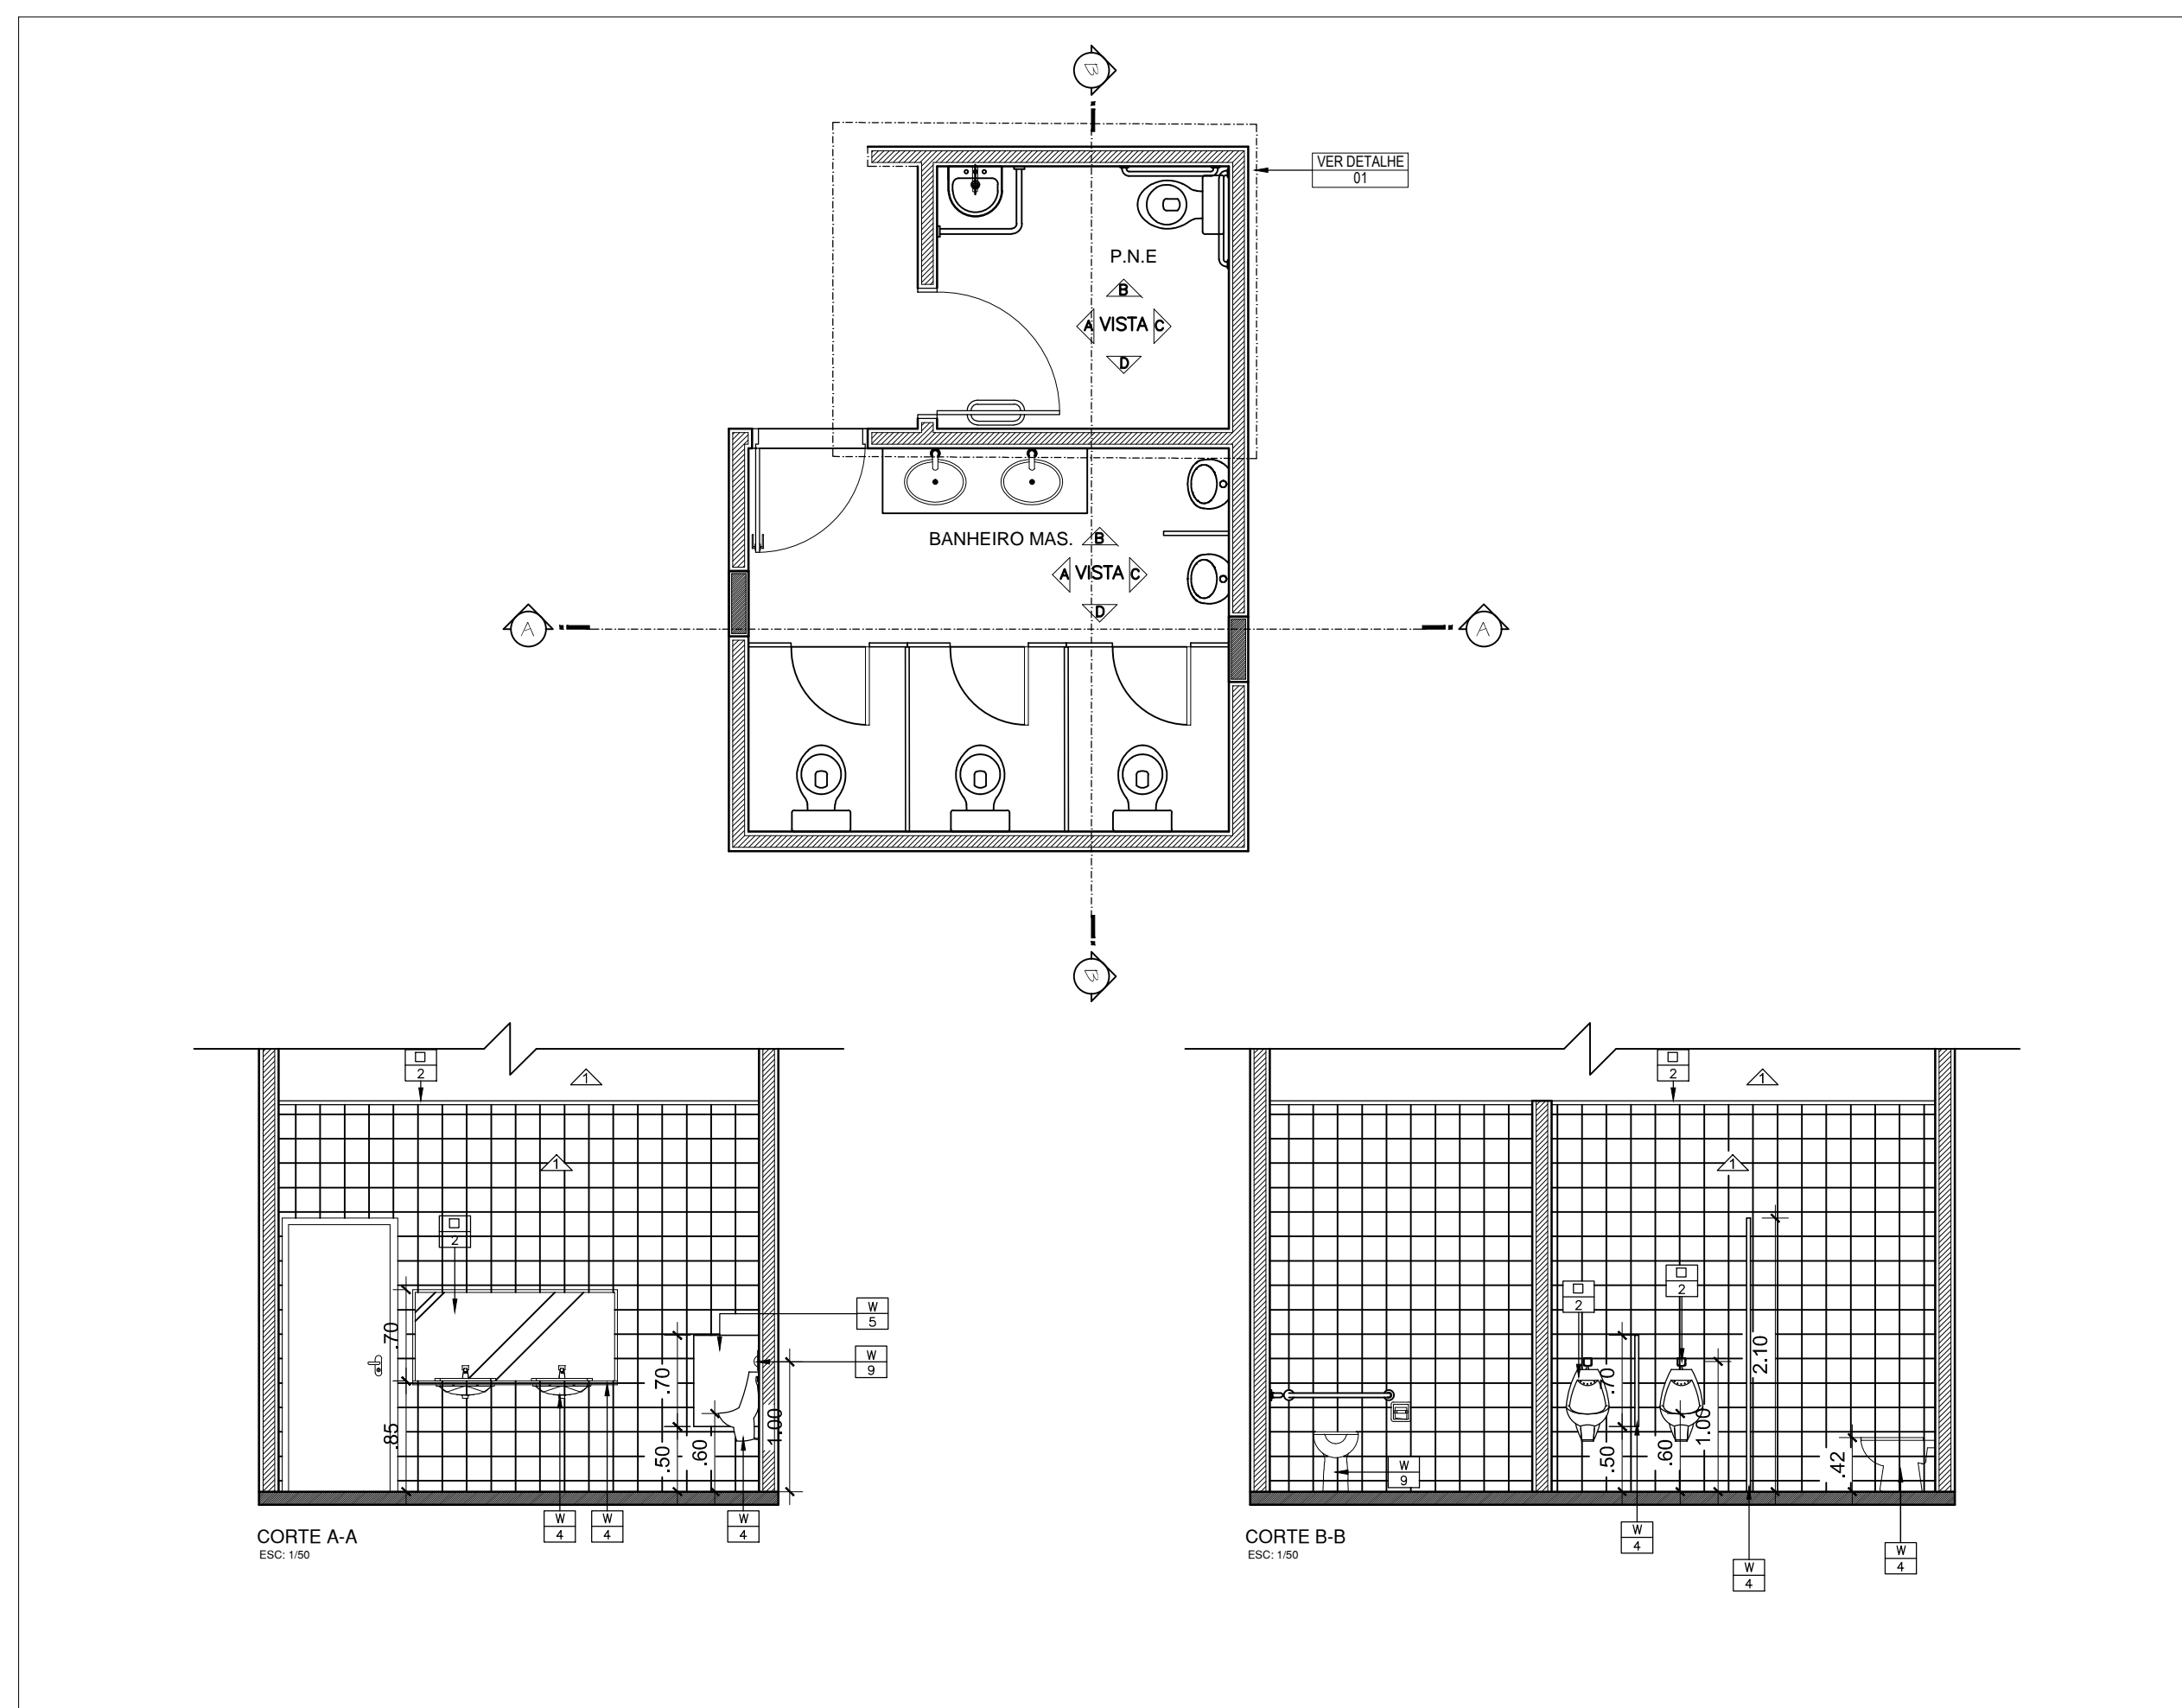 B
VER DETALHE
01
P.N.E
B
A VISTA C
D
BANHEIRO MAS.
B
A VISTA C
D
A
A
B
2
1
1
2
.70
.85
.70
.50
.60
1.00
W
5
W
9
W
4
W
4
W
4
CORTE A-A
ESC: 1/50
2
1
1
2
2
2.10
.70
.50
.60
1.00
.42
W
9
W
4
W
4
W
4
CORTE B-B
ESC: 1/50